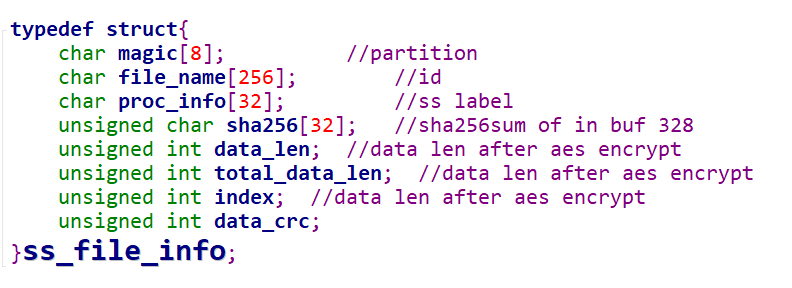 typedef struct{
char magic[8]; //partition
char file_name[256]; //id
char proc_info[32]; //ss label
unsigned char sha256[32]; //sha256sum of in buf 328
unsigned int data_len; //data len after aes encrypt
unsigned int total_data_len; //data len after aes encrypt
unsigned int index; //data len after aes encrypt
unsigned int data_crc;
}ss_file_info;